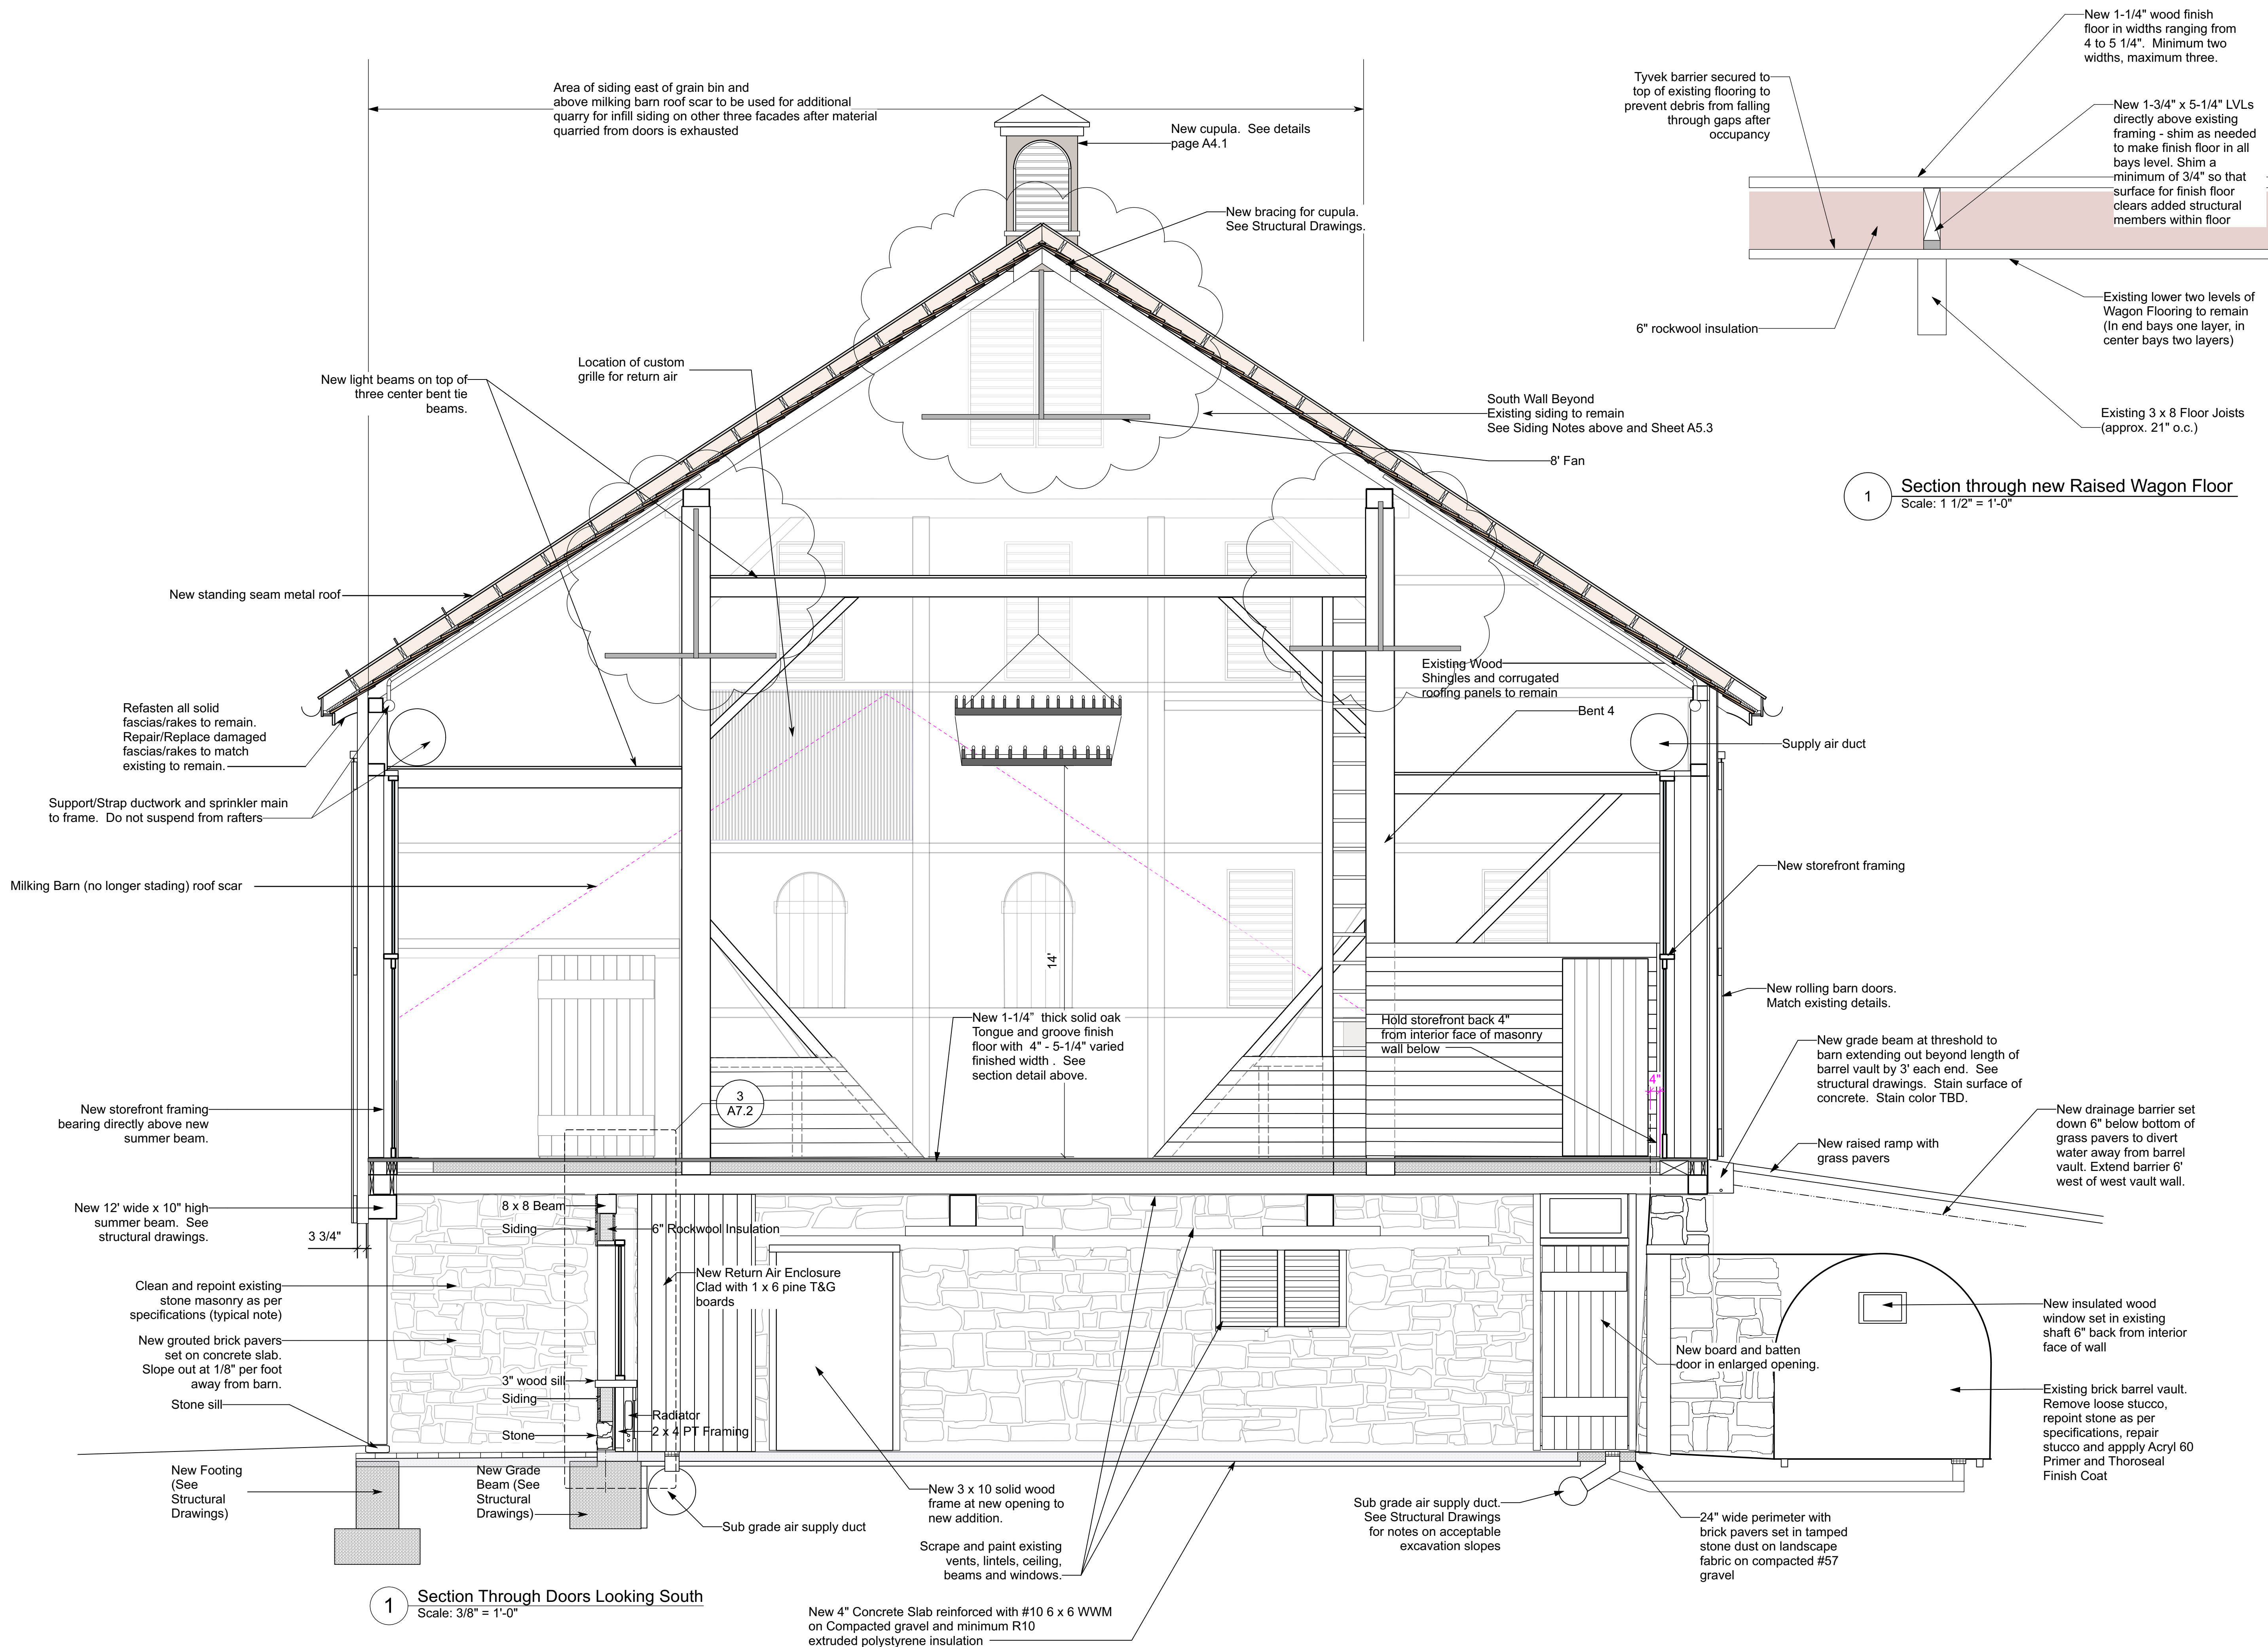 Area of siding east of grain bin and
above milking barn roof scar to be used for additional
quarry for infill siding on other three facades after material
quarried from doors is exhausted
New cupula. See details
page A4.1
New bracing for cupula.
See Structural Drawings.
New 1-1/4" wood finish
floor in widths ranging from
4 to 5 1/4". Minimum two
widths, maximum three.
Tyvek barrier secured to
top of existing flooring to
prevent debris from falling
through gaps after
occupancy
New 1-3/4" x 5-1/4" LVLs
directly above existing
framing - shim as needed
to make finish floor in all
bays level. Shim a
minimum of 3/4" so that
surface for finish floor
clears added structural
members within floor
6" rockwool insulation
Existing lower two levels of
Wagon Flooring to remain
(In end bays one layer, in
center bays two layers)
Existing 3 x 8 Floor Joists
(approx. 21" o.c.)
1
Section through new Raised Wagon Floor
Scale: 1 1/2" = 1'-0"
New light beams on top of
three center bent tie
beams.
Location of custom
grille for return air
South Wall Beyond
Existing siding to remain
See Siding Notes above and Sheet A5.3
8' Fan
New standing seam metal roof
Existing Wood
Shingles and corrugated
roofing panels to remain
Bent 4
Supply air duct
Refasten all solid
fascias/rakes to remain.
Repair/Replace damaged
fascias/rakes to match
existing to remain.
Support/Strap ductwork and sprinkler main
to frame. Do not suspend from rafters
Milking Barn (no longer stading) roof scar
New storefront framing
14'
New rolling barn doors.
Match existing details.
New 1-1/4" thick solid oak
Tongue and groove finish
floor with 4" - 5-1/4" varied
finished width . See
section detail above.
Hold storefront back 4"
from interior face of masonry
wall below
4"
New grade beam at threshold to
barn extending out beyond length of
barrel vault by 3' each end. See
structural drawings. Stain surface of
concrete. Stain color TBD.
3
A7.2
New storefront framing
bearing directly above new
summer beam.
New raised ramp with
grass pavers
New drainage barrier set
down 6" below bottom of
grass pavers to divert
water away from barrel
vault. Extend barrier 6'
west of west vault wall.
New 12' wide x 10" high
summer beam. See
structural drawings.
3 3/4"
8 x 8 Beam
Siding
6" Rockwool Insulation
New Return Air Enclosure
Clad with 1 x 6 pine T&G
boards
Clean and repoint existing
stone masonry as per
specifications (typical note)
New grouted brick pavers
set on concrete slab.
Slope out at 1/8" per foot
away from barn.
Stone sill
3" wood sill
Siding
Stone
Radiator
2 x 4 PT Framing
New board and batten
door in enlarged opening.
New insulated wood
window set in existing
shaft 6" back from interior
face of wall
Existing brick barrel vault.
Remove loose stucco,
repoint stone as per
specifications, repair
stucco and appply Acryl 60
Primer and Thoroseal
Finish Coat
New Footing
(See
Structural
Drawings)
New Grade
Beam (See
Structural
Drawings)
Sub grade air supply duct
New 3 x 10 solid wood
frame at new opening to
new addition.
Scrape and paint existing
vents, lintels, ceiling,
beams and windows.
Sub grade air supply duct.
See Structural Drawings
for notes on acceptable
excavation slopes
24" wide perimeter with
brick pavers set in tamped
stone dust on landscape
fabric on compacted #57
gravel
1
Section Through Doors Looking South
Scale: 3/8" = 1'-0"
New 4" Concrete Slab reinforced with #10 6 x 6 WWM
on Compacted gravel and minimum R10
extruded polystyrene insulation